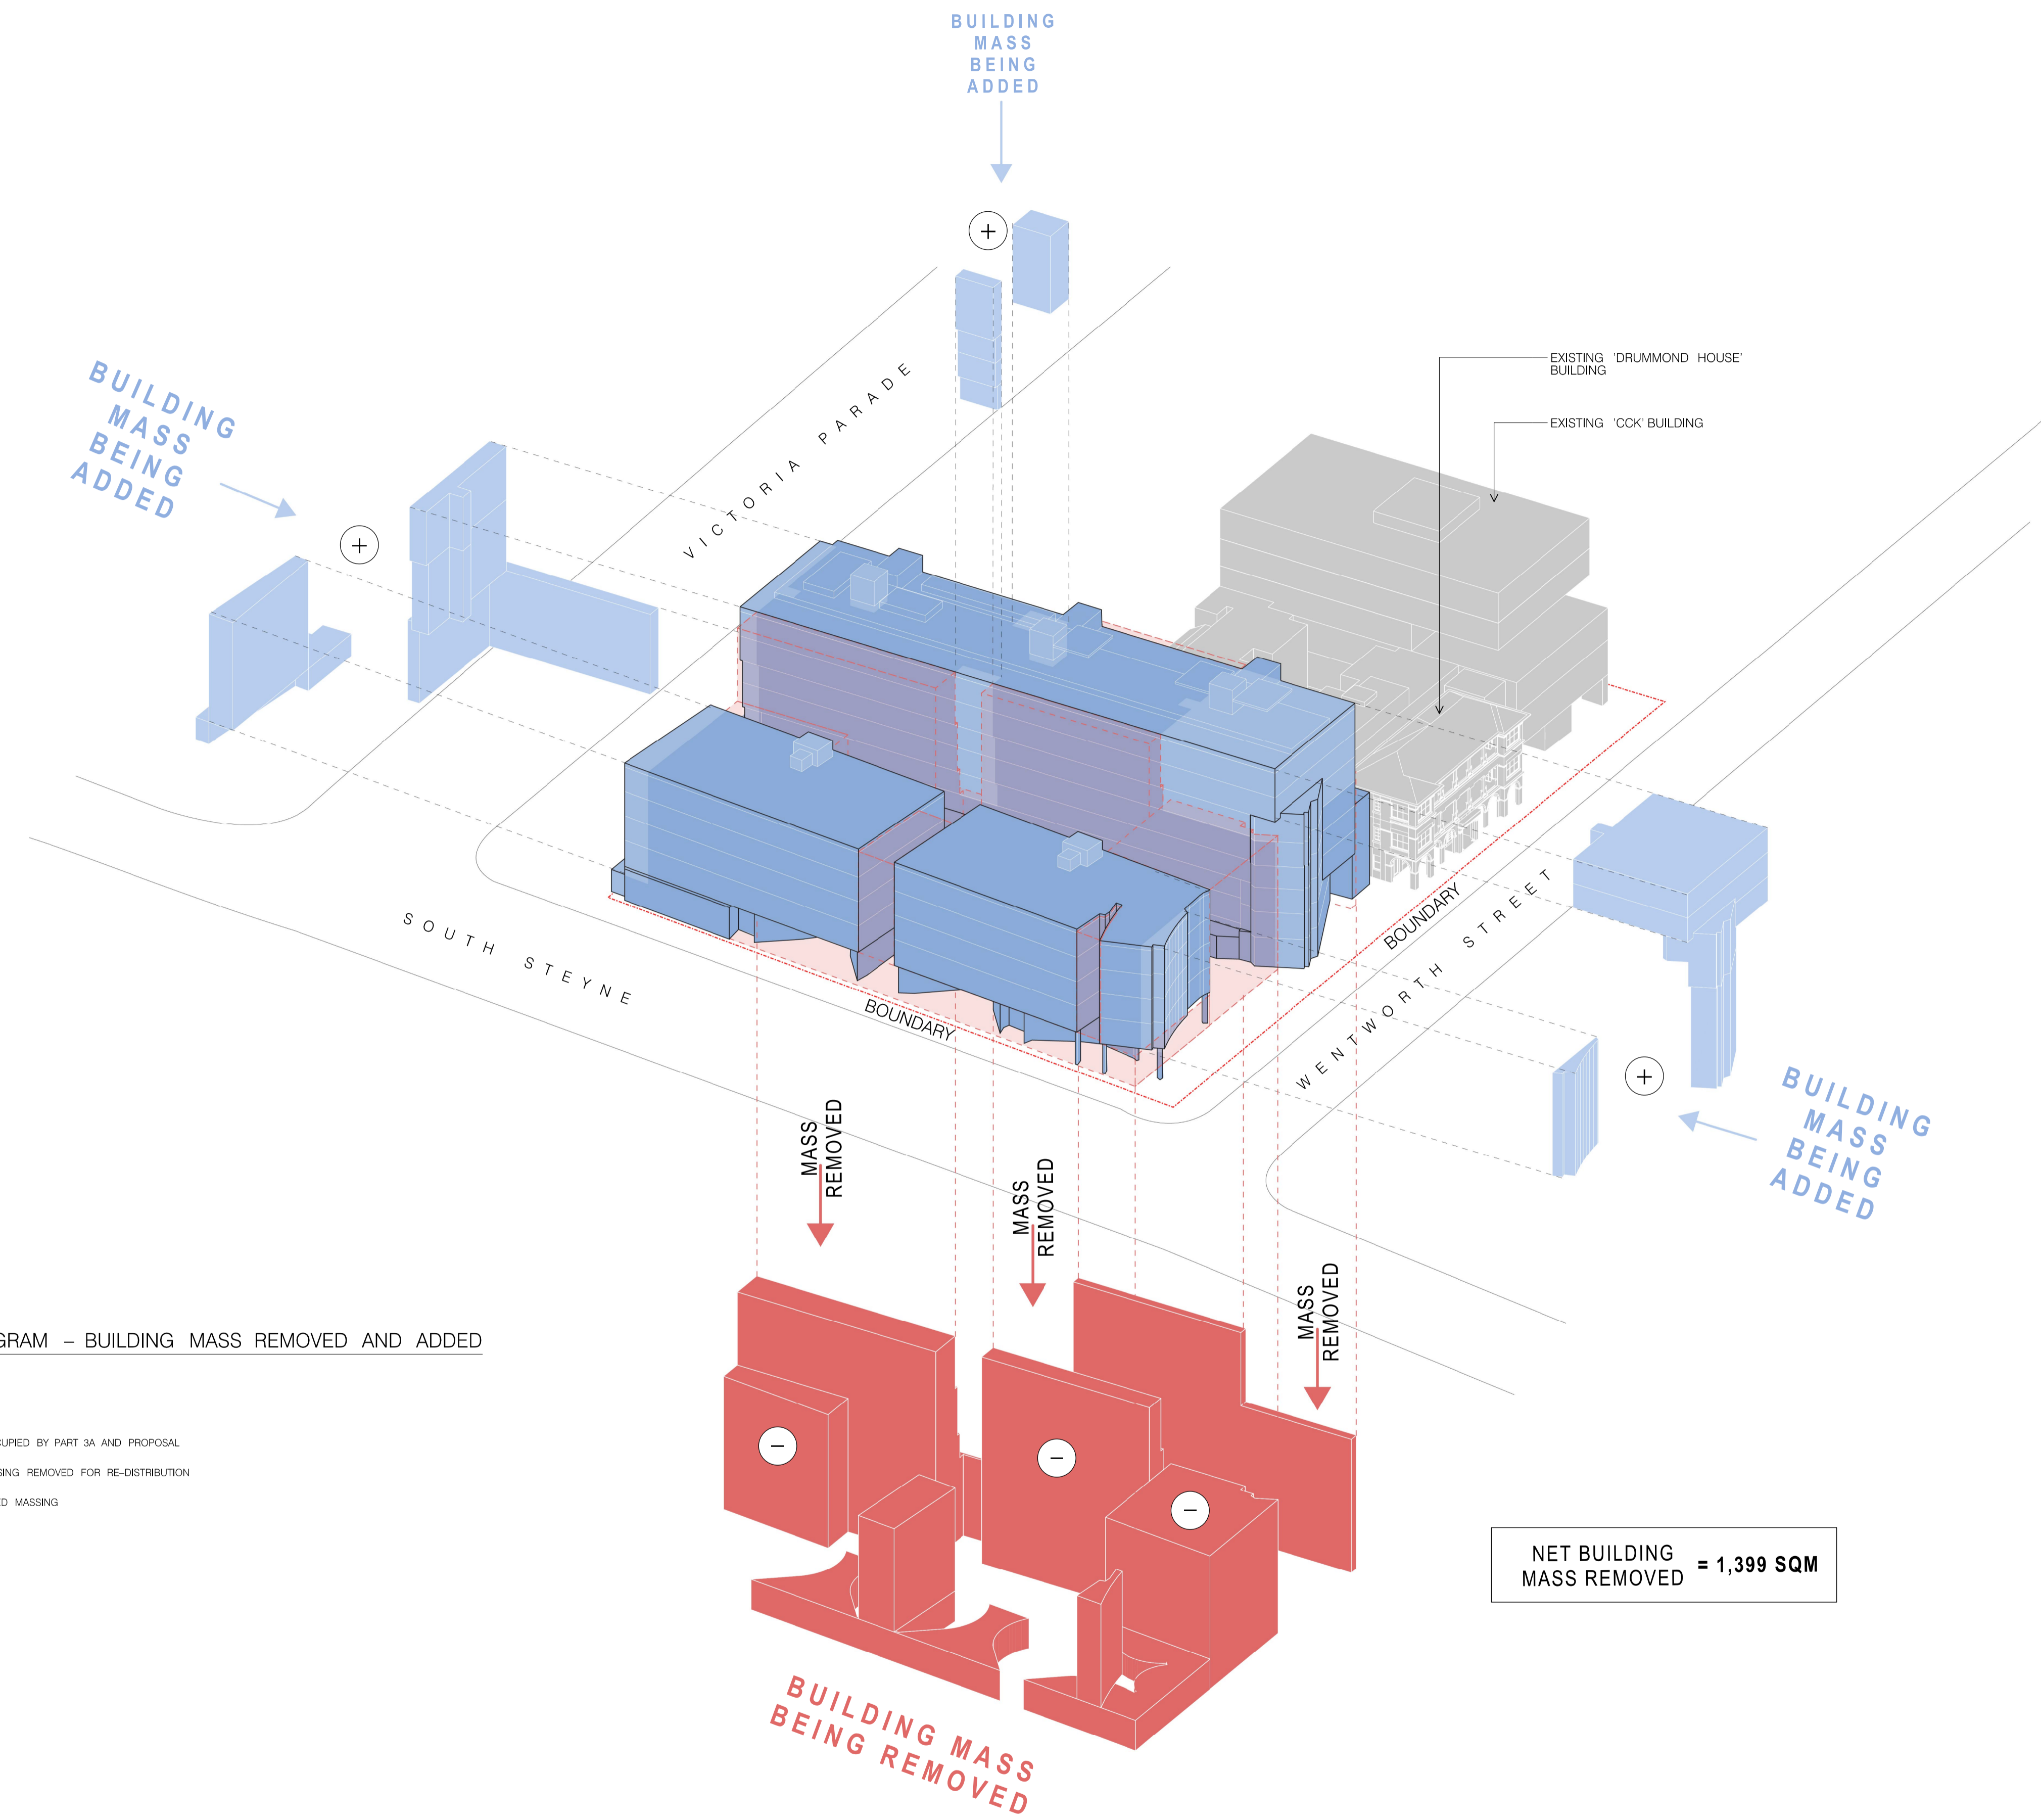 BUILDING
MASS
BEING
ADDED
+
+
BUILDING
MASS
BEING
ADDED
VICTORIA PARADE
EXISTING 'DRUMMOND HOUSE'
BUILDING
EXISTING 'CCK' BUILDING
+
BOUNDARY
WENTWORTH STREET
SOUTH STEYNE
BOUNDARY
BUILDING
MASS
BEING
ADDED
MASS
REMOVED
MASS
REMOVED
MASS
REMOVED
GRAM – BUILDING MASS REMOVED AND ADDED
CUPIED BY PART 3A AND PROPOSAL
SING REMOVED FOR RE-DISTRIBUTION
ED MASSING
−
−
−
NET BUILDING
MASS REMOVED = 1,399 SQM
BUILDING MASS
BEING REMOVED